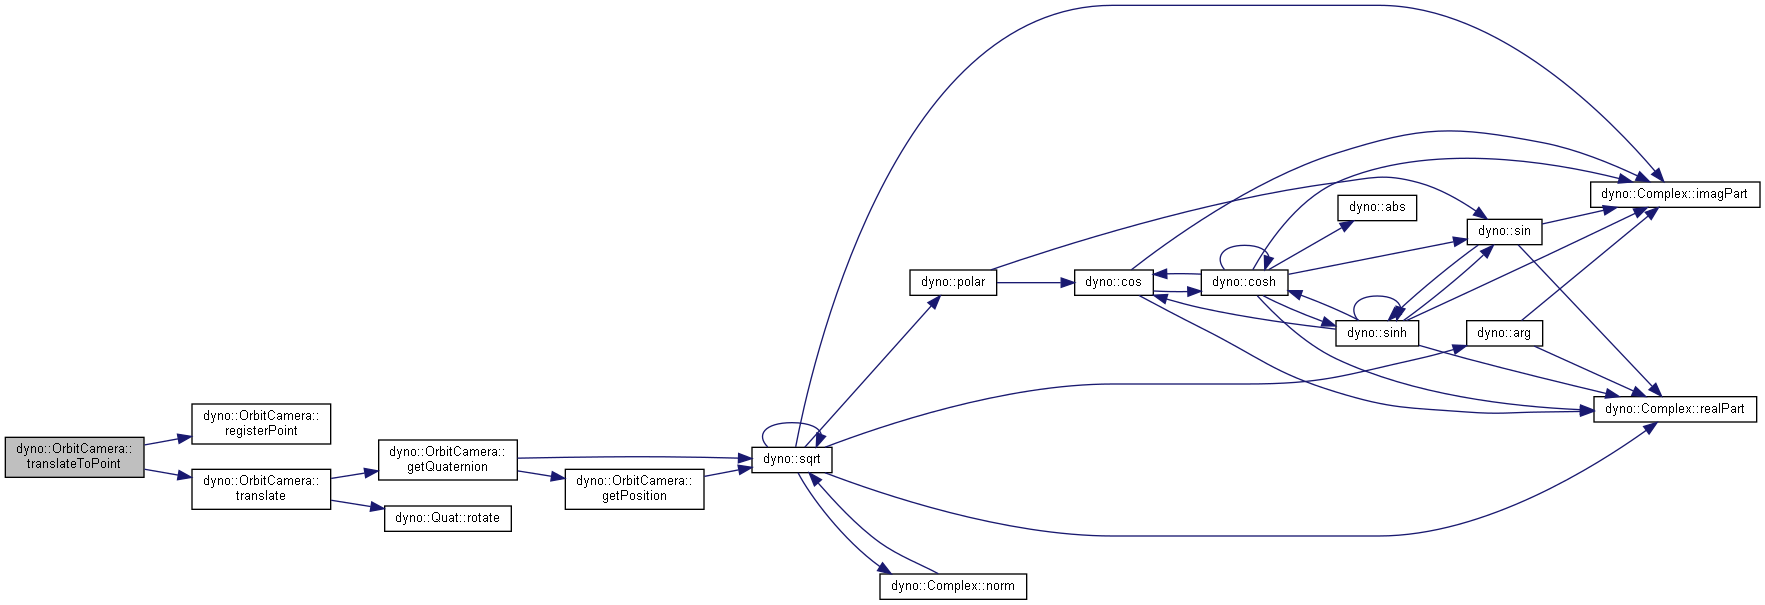 dyno::OrbitCamera::
translateToPoint
dyno::OrbitCamera::
registerPoint
dyno::OrbitCamera::
translate
dyno::OrbitCamera::
getQuaternion
dyno::Quat::rotate
dyno::OrbitCamera::
getPosition
dyno::sqrt
dyno::polar
dyno::Complex::norm
dyno::cos
dyno::cosh
dyno::abs
dyno::sinh
dyno::sin
dyno::arg
dyno::Complex::imagPart
dyno::Complex::realPart